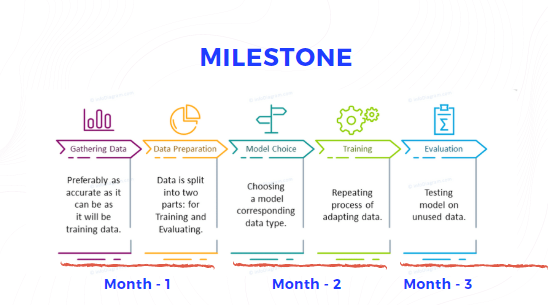 MILESTONE
Gathering Data
Data Preparation
Model Choice
Training
Evaluation
Preferably as
accurate as it
can be as
it will be
training data.
Data is split
into two
parts: for
Training and
Evaluating.
Choosing
a model
corresponding
data type.
Repeating
process of
adapting data.
Testing
model on
unused data.
Month - 1
Month - 2
Month - 3